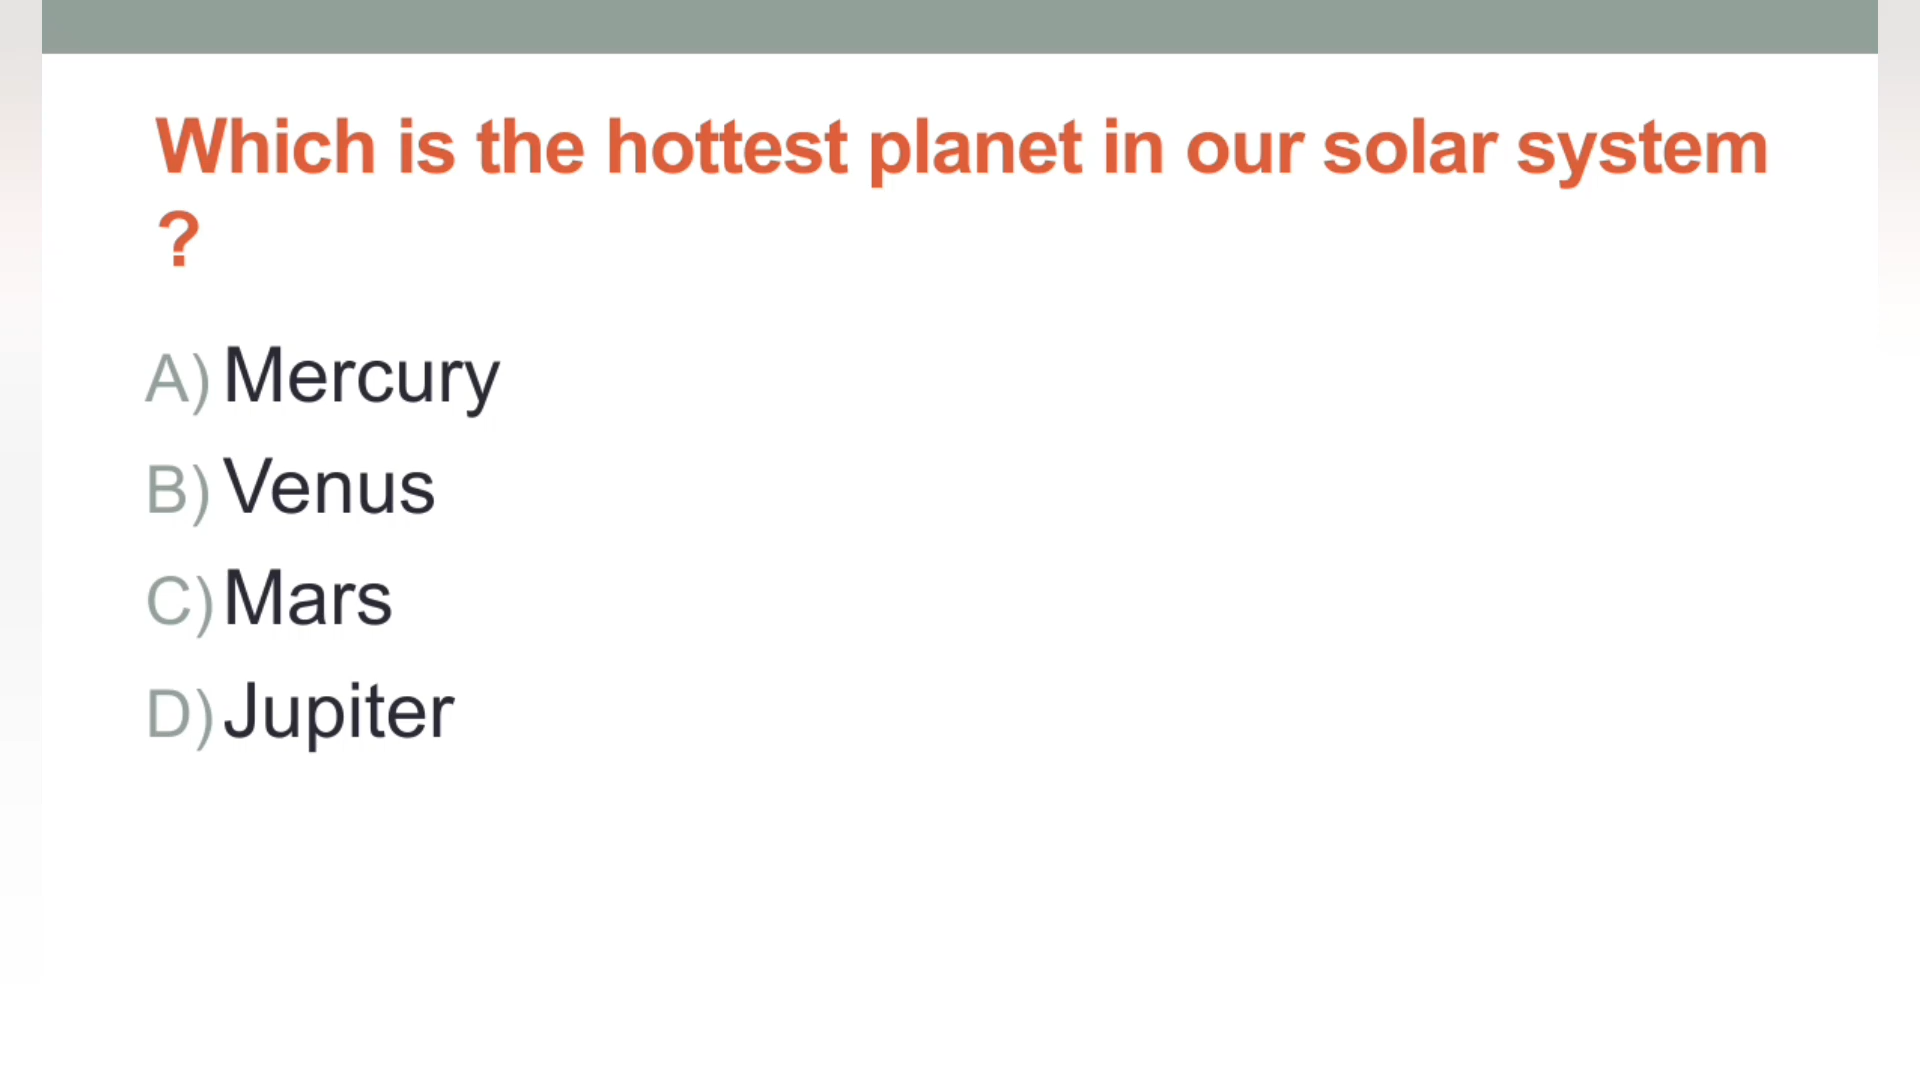 Which is the hottest planet in our solar system
?
A) Mercury
B) Venus
C) Mars
D) Jupiter